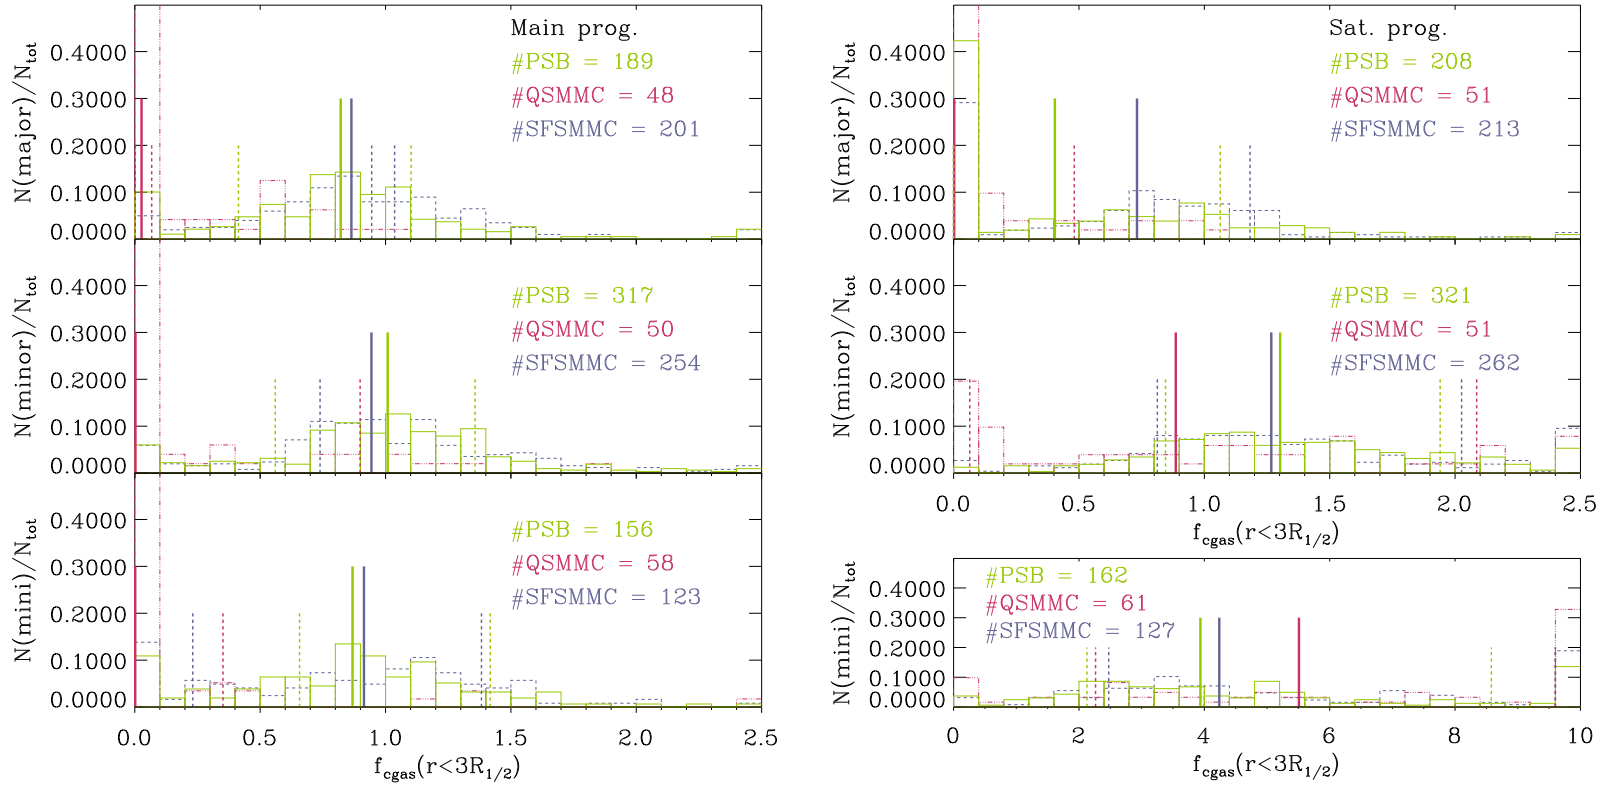 Main prog.
#PSB = 189
#QSMMC = 48
#SFSMMC = 201
N(major)/N_tot
0.4000
0.3000
0.2000
0.1000
0.0000
#PSB = 317
#QSMMC = 50
#SFSMMC = 254
N(minor)/N_tot
0.4000
0.3000
0.2000
0.1000
0.0000
#PSB = 156
#QSMMC = 58
#SFSMMC = 123
N(mini)/N_tot
0.4000
0.3000
0.2000
0.1000
0.0000
0.0 0.5 1.0 1.5 2.0 2.5
f_cgas(r<3R_1/2)
Sat. prog.
#PSB = 208
#QSMMC = 51
#SFSMMC = 213
N(major)/N_tot
0.4000
0.3000
0.2000
0.1000
0.0000
#PSB = 321
#QSMMC = 51
#SFSMMC = 262
N(minor)/N_tot
0.4000
0.3000
0.2000
0.1000
0.0000
0.0 0.5 1.0 1.5 2.0 2.5
f_cgas(r<3R_1/2)
#PSB = 162
#QSMMC = 61
#SFSMMC = 127
N(mini)/N_tot
0.4000
0.3000
0.2000
0.1000
0.0000
0 2 4 6 8 10
f_cgas(r<3R_1/2)